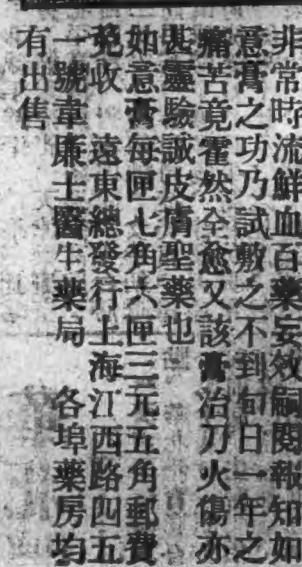 非常時流鮮血百藥妄效嗣閱報知如
意膏之功乃試敷之不到旬日一年之
痛苦竟霍然全愈又該膏治刀火傷亦
甚靈驗誠皮膚聖藥也
如意膏每匣七角六匣三元五角郵費
免收 遠東總發行上海江西路四五
一號韋廉士醫生藥局 各埠藥房均
有出售